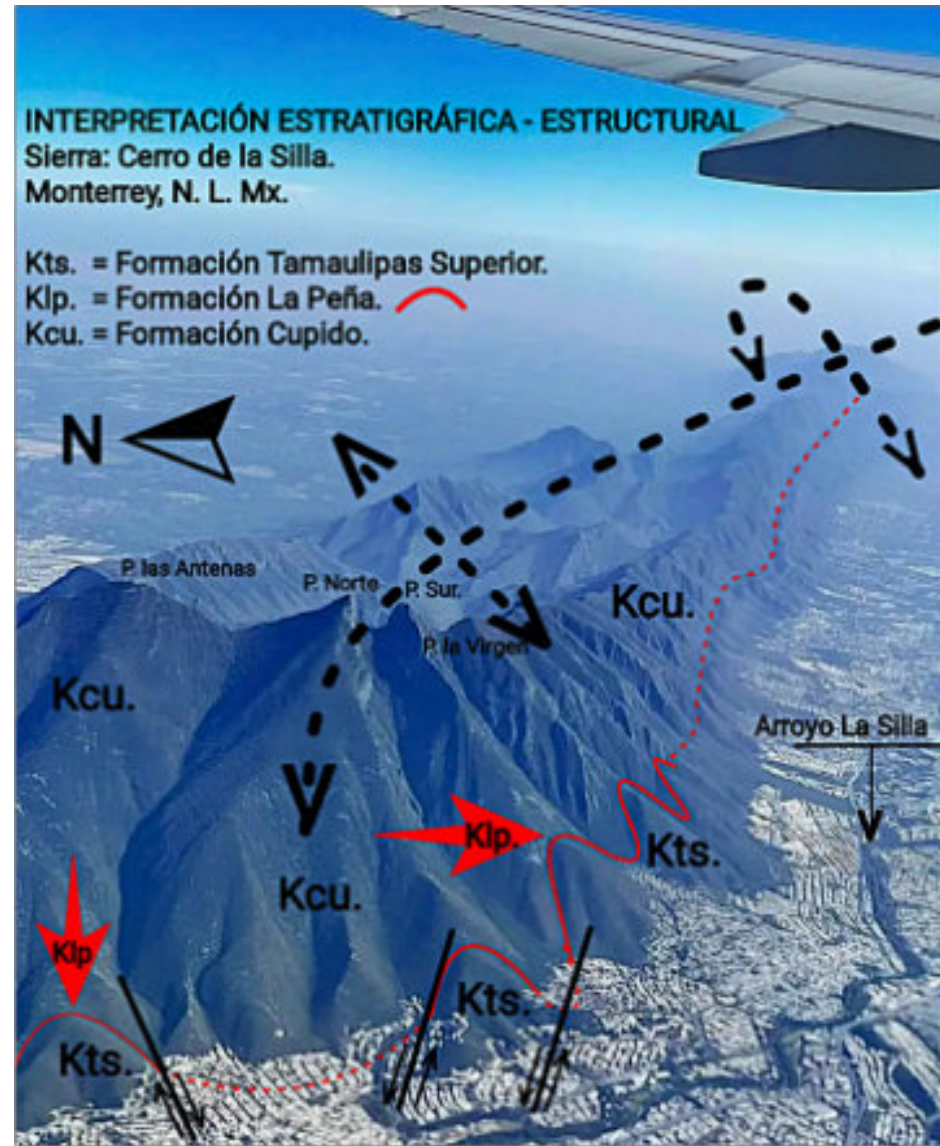 INTERPRETACIÓN ESTRATIGRÁFICA - ESTRUCTURAL
Sierra: Cerro de la Silla.
Monterrey, N. L. Mx.
Kts. = Formación Tamaulipas Superior.
Klp. = Formación La Peña.
Kcu. = Formación Cupido.
N
P. las Antenas
P. Norte
P. Sur.
Kcu.
P. la Virgen
Kcu.
Arroyo La Silla
Klp.
Kts.
Kcu.
Klp
Kts.
Kts.